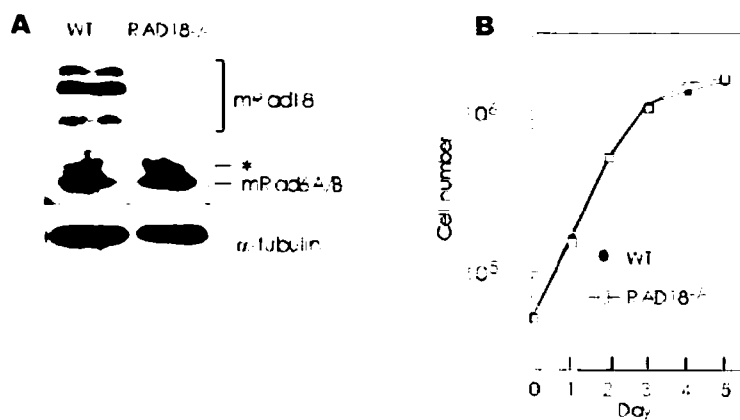 A
WT RAD18-/-
mRad18
*
mRad6A/B
α-tubulin
B
Cell number
10⁶
10⁵
WT
RAD18-/-
0 1 2 3 4 5
Day